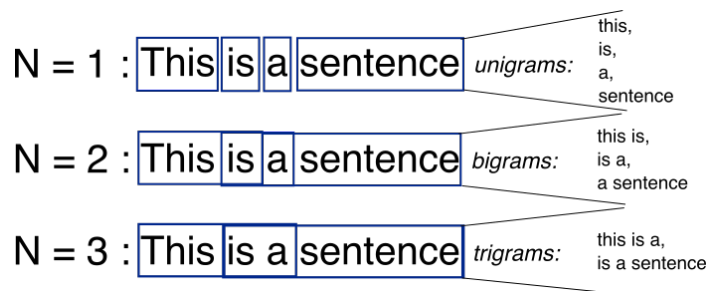 N = 1 : This is a sentence unigrams:
this,
is,
a,
sentence
N = 2 : This is a sentence bigrams:
this is,
is a,
a sentence
N = 3 : This is a sentence trigrams:
this is a,
is a sentence